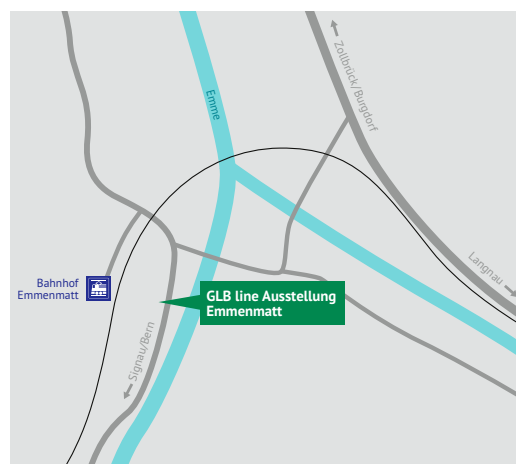 Zollbrück/Burgdorf
Emme
Langnau
Bahnhof
Emmenmatt
GLB line Ausstellung
Emmenmatt
Signau/Bern